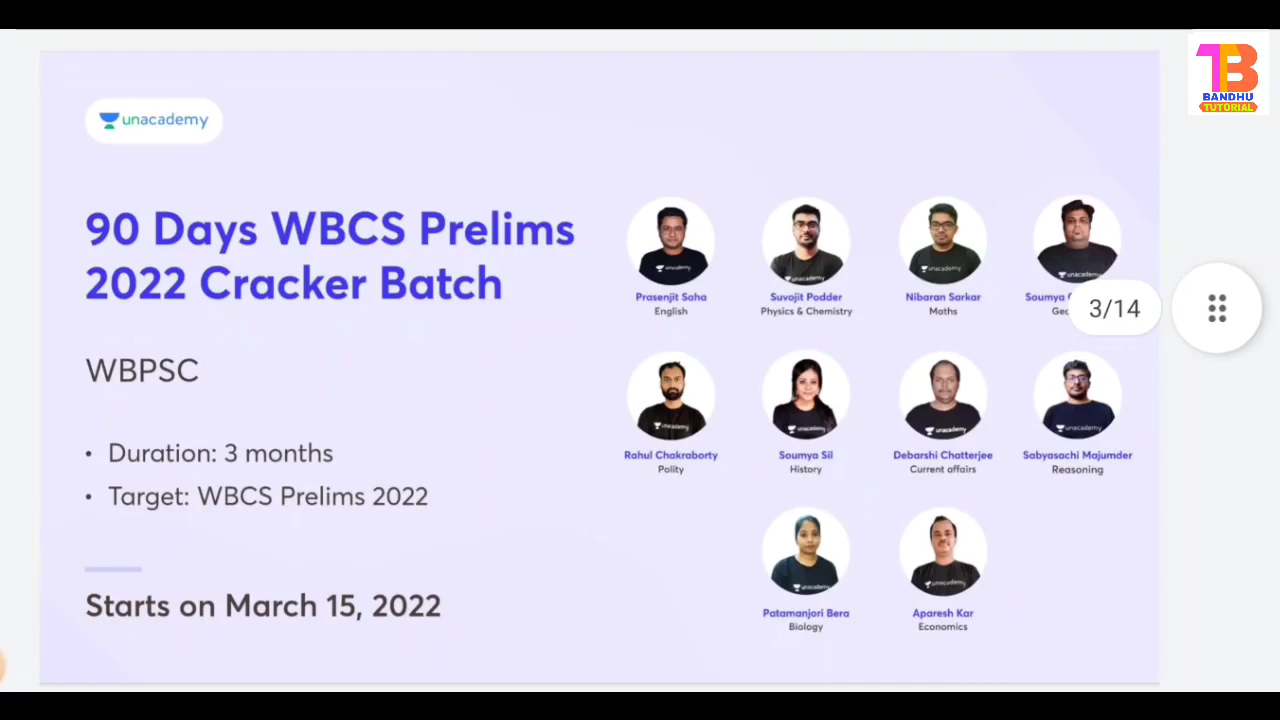 BANDHU
TUTORIAL
unacademy
90 Days WBCS Prelims
2022 Cracker Batch
WBPSC
• Duration: 3 months
• Target: WBCS Prelims 2022
Starts on March 15, 2022
Prasenjit Saha
English
Suvojit Podder
Physics & Chemistry
Nibaran Sarkar
Maths
Soumya
3/14
Rahul Chakraborty
Polity
Soumya Sil
History
Debarshi Chatterjee
Current affairs
Sabyasachi Majumder
Reasoning
Patamanjori Bera
Biology
Aparesh Kar
Economics